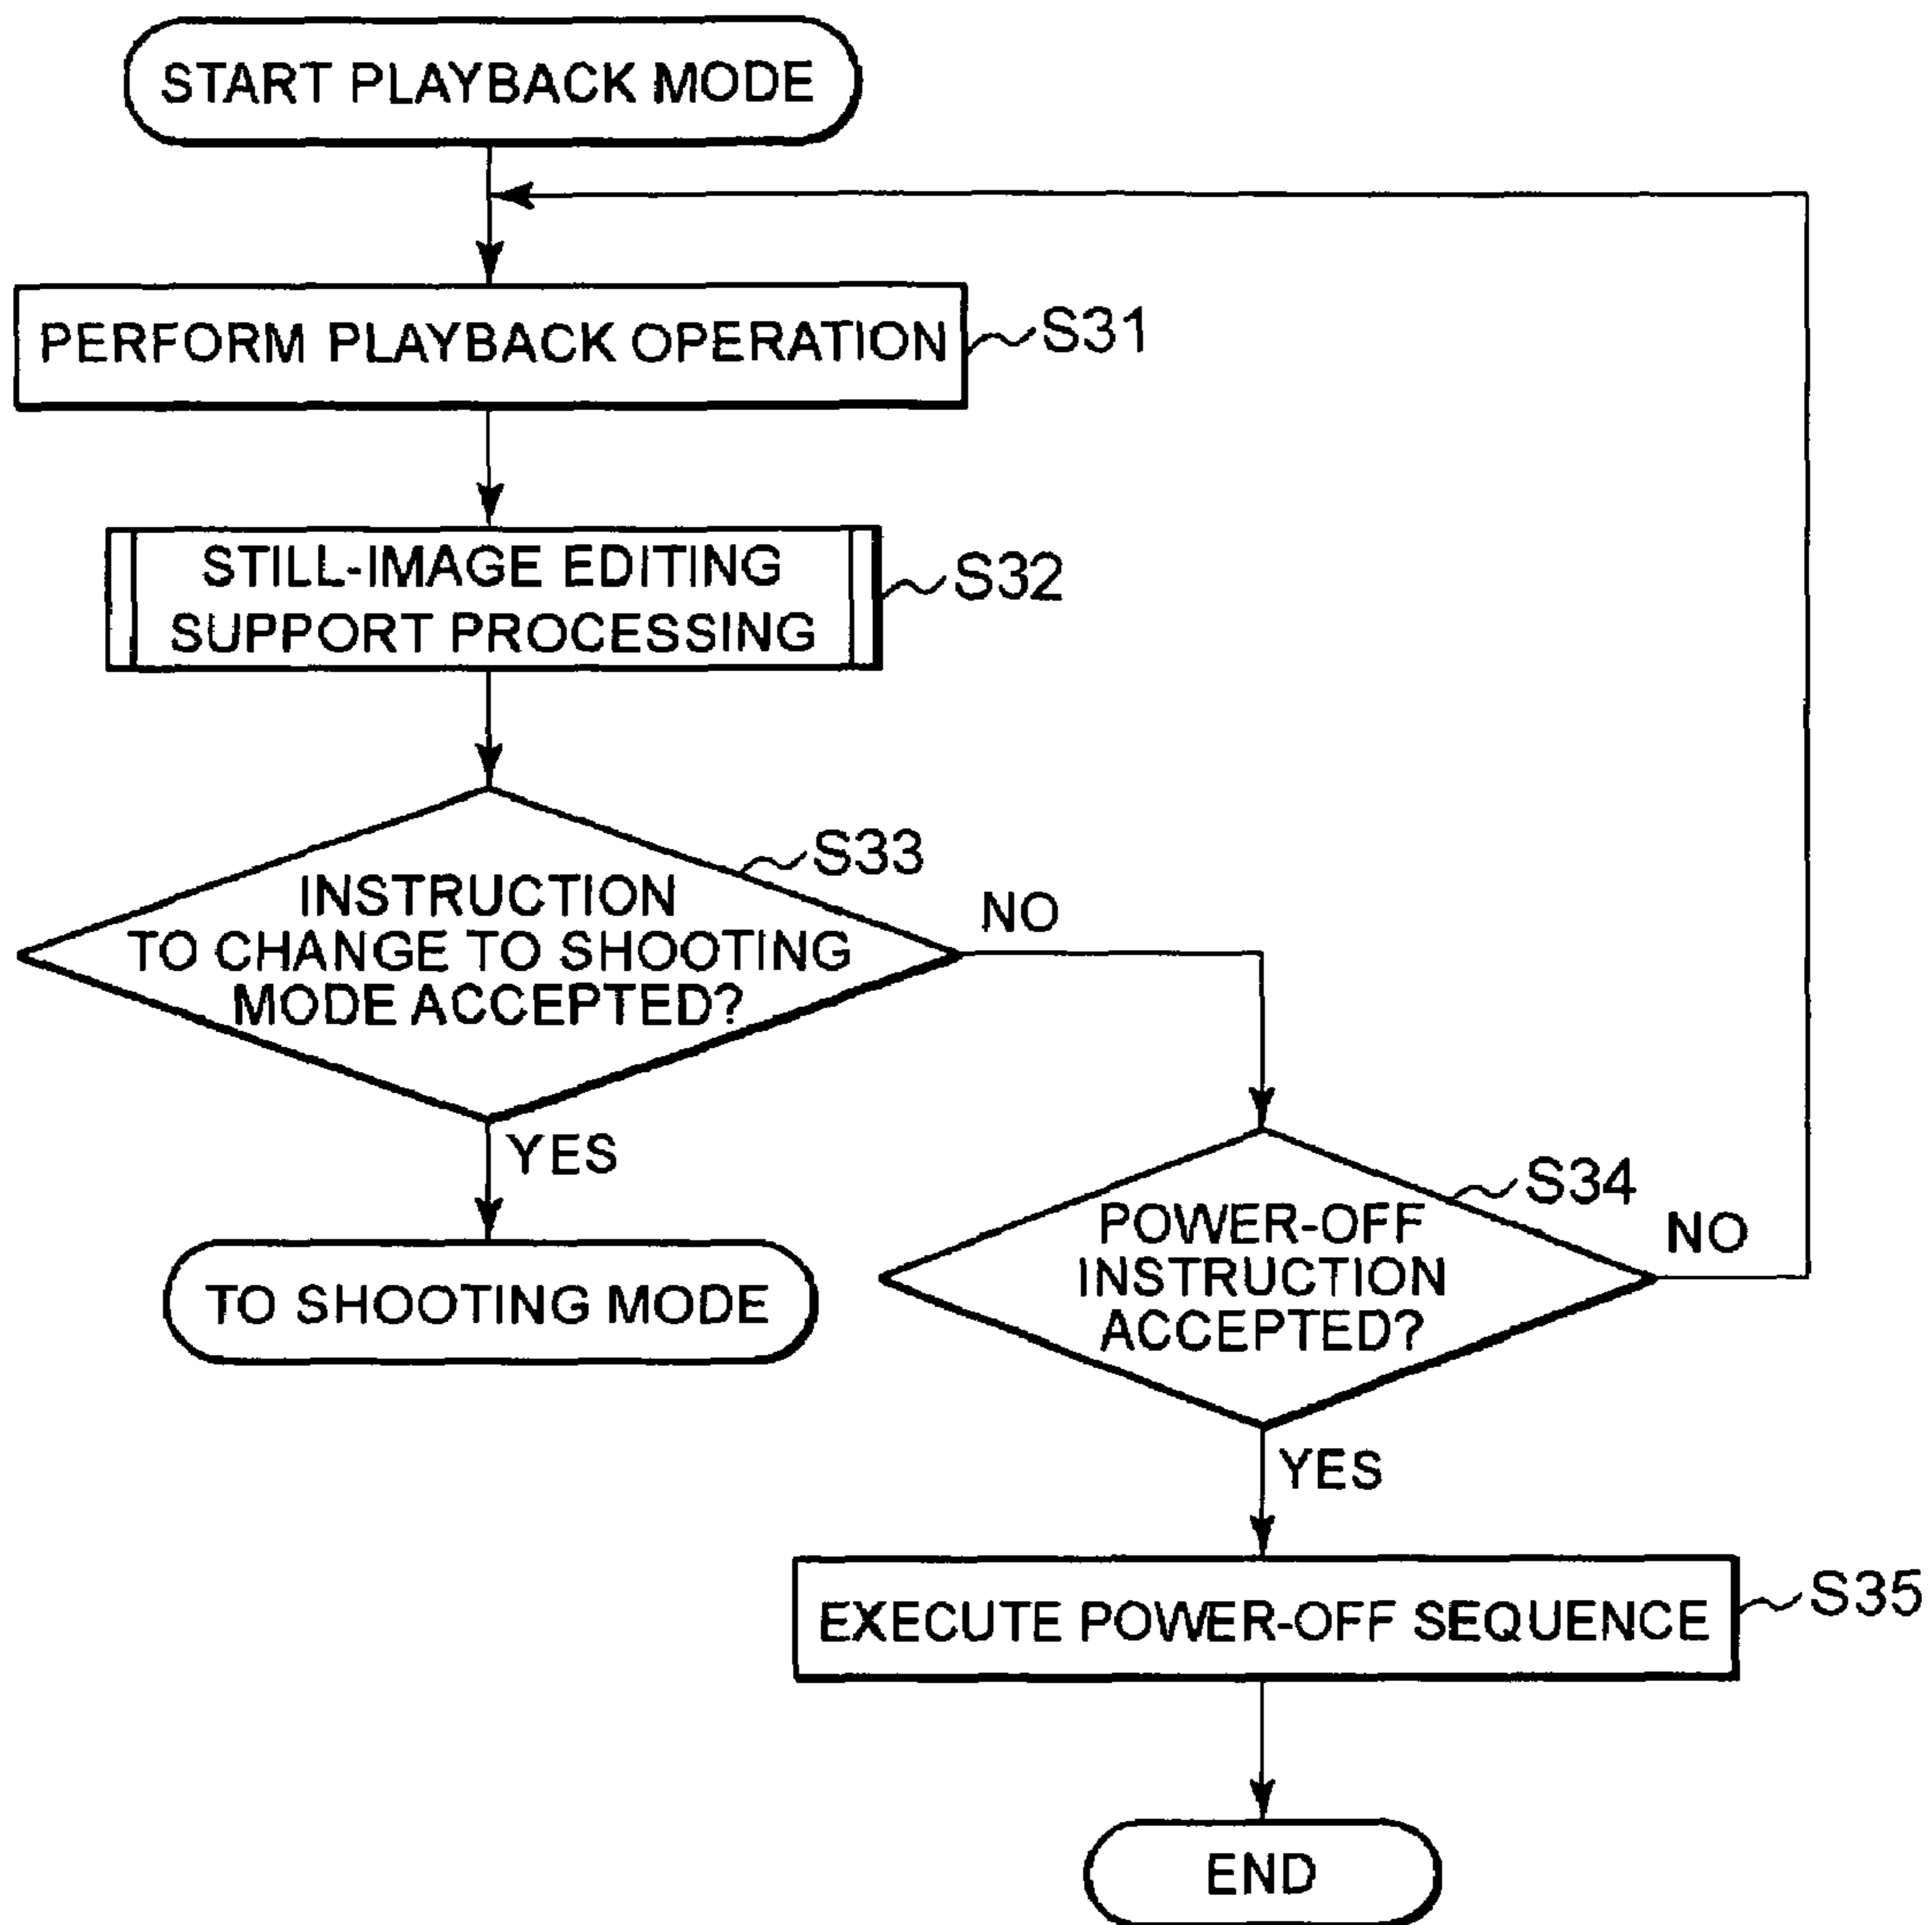 START PLAYBACK MODE
PERFORM PLAYBACK OPERATION
S31
STILL-IMAGE EDITING
SUPPORT PROCESSING
S32
S33
INSTRUCTION
TO CHANGE TO SHOOTING
MODE ACCEPTED?
NO
YES
TO SHOOTING MODE
S34
POWER-OFF
INSTRUCTION
ACCEPTED?
NO
YES
EXECUTE POWER-OFF SEQUENCE
S35
END